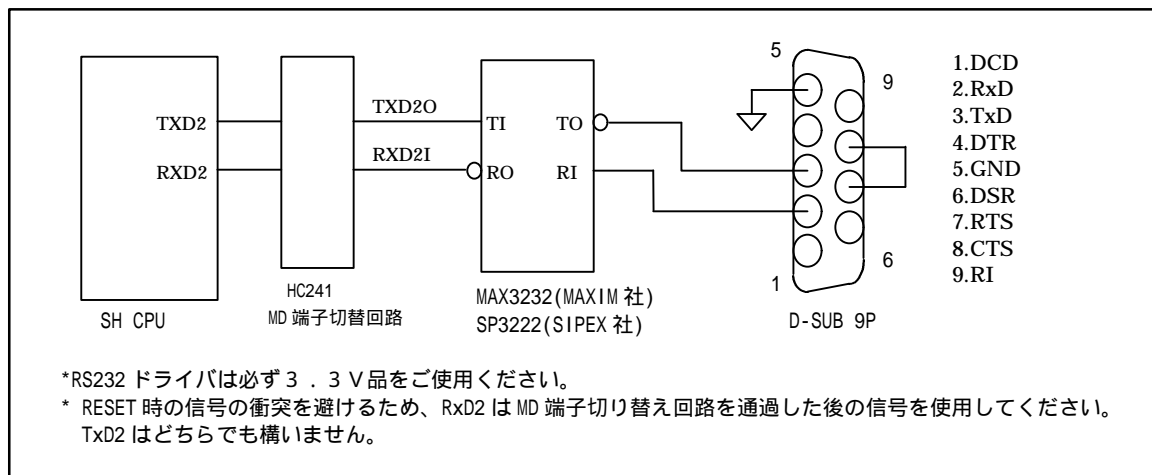 5
9
1.DCD
2.RxD
3.TxD
4.DTR
5.GND
6.DSR
7.RTS
8.CTS
9.RI
TXD2
TXD2O
TI
TO
RXD2
RXD2I
RO
RI
1
6
SH CPU
HC241
MD 端子切替回路
MAX3232(MAXIM 社)
SP3222(SIPEX 社)
D-SUB 9P
*RS232 ドライバは必ず３．３Ｖ品をご使用ください。
* RESET 時の信号の衝突を避けるため、RxD2 は MD 端子切り替え回路を通過した後の信号を使用してください。
TxD2 はどちらでも構いません。